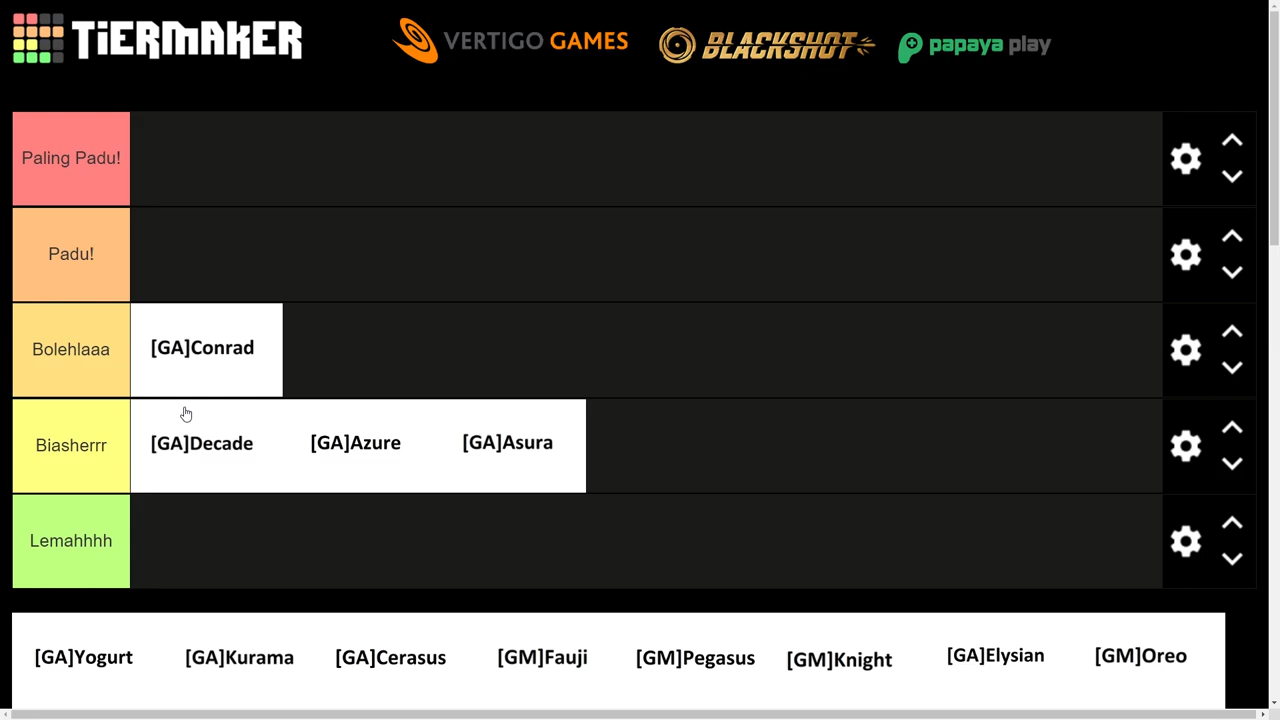 TiERMAKER VERTIGO GAMES BLACKSHOT papaya play
Paling Padu!
Padu!
Bolehlaaa [GA]Conrad
Biasherrr [GA]Decade [GA]Azure [GA]Asura
Lemahhhh
[GA]Yogurt [GA]Kurama [GA]Cerasus [GM]Fauji [GM]Pegasus [GM]Knight [GA]Elysian [GM]Oreo